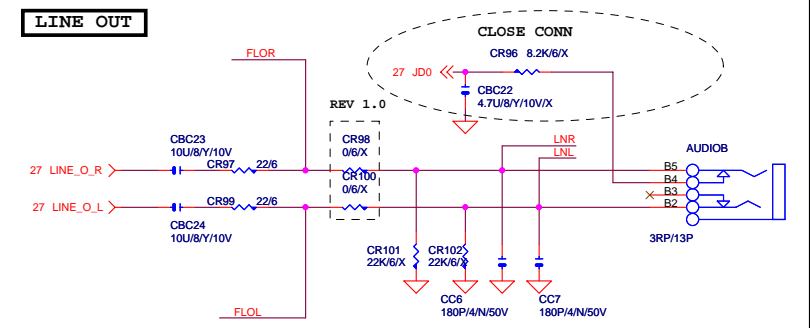 LINE OUT
CLOSE CONN
FLOR
CR96 8.2K/6/X
27 JD0
CBC22
4.7U/8/Y/10V/X
REV 1.0
CBC23
10U/8/Y/10V
CR98
0/6/X
LNR
LNL
AUDIOB
27 LINE_O_R
CR97 22/6
CR100
0/6/X
B5
B4
B3
B2
27 LINE_O_L
CR99 22/6
CBC24
10U/8/Y/10V
3RP/13P
CR101
22K/6/X
CR102
22K/6/X
CC6
180P/4/N/50V
CC7
180P/4/N/50V
FLOL